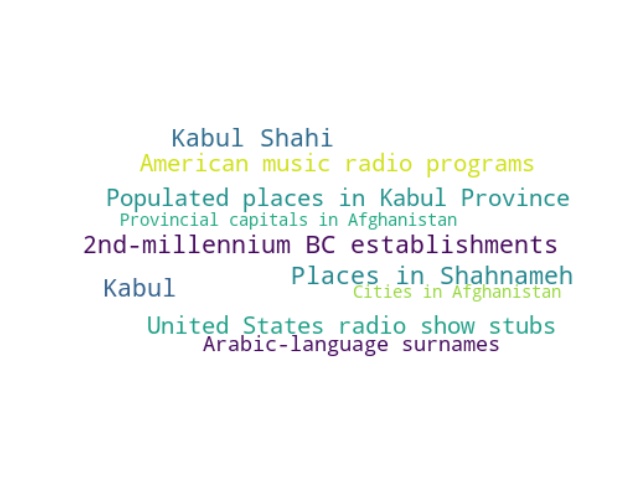 Kabul Shahi
American music radio programs
Populated places in Kabul Province
Provincial capitals in Afghanistan
2nd-millennium BC establishments
Places in Shahnameh
Kabul
Cities in Afghanistan
United States radio show stubs
Arabic-language surnames